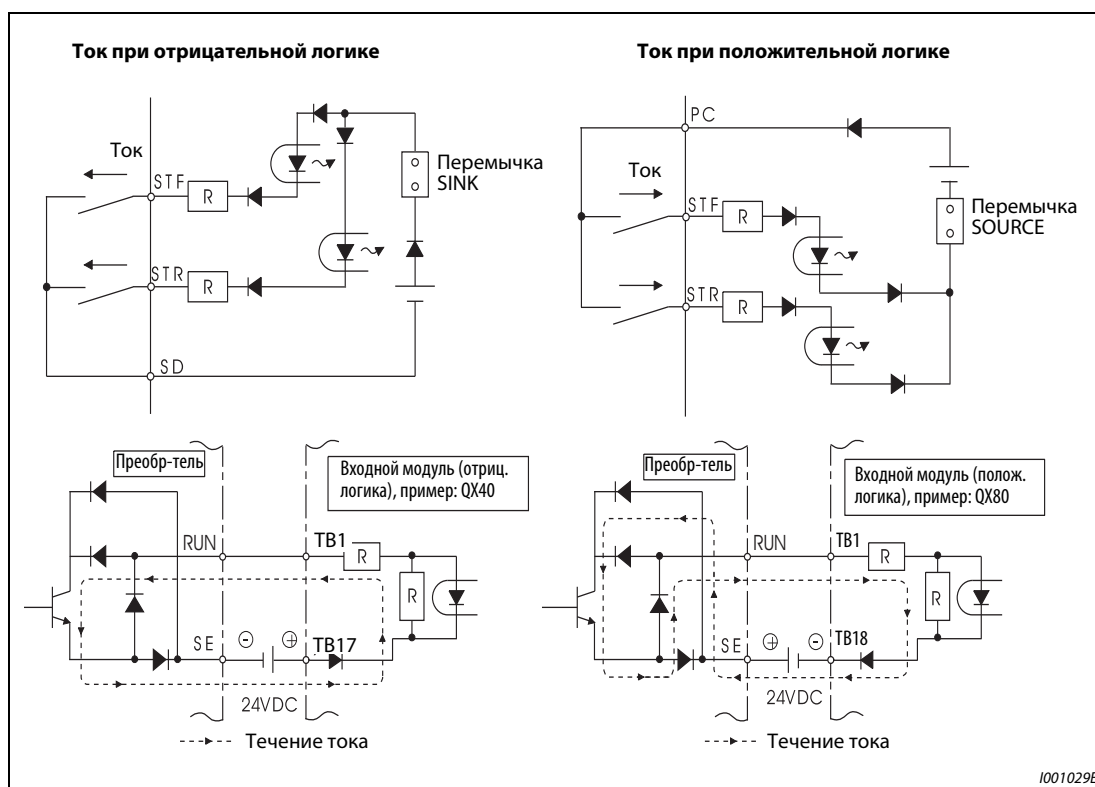 Ток при отрицательной логике
Ток
STF
R
STR
R
SD
Перемычка
SINK
Ток при положительной логике
PC
Ток
STF
R
STR
R
Перемычка
SOURCE
Преобр-тель
Входной модуль (отриц.
логика), пример: QX40
RUN
TB1
R
R
SE
⊖
⊕
TB17
24VDC
Течение тока
Преобр-тель
Входной модуль (полож.
логика), пример: QX80
RUN
TB1
R
R
SE
⊕
⊖
TB18
24VDC
Течение тока
I001029E